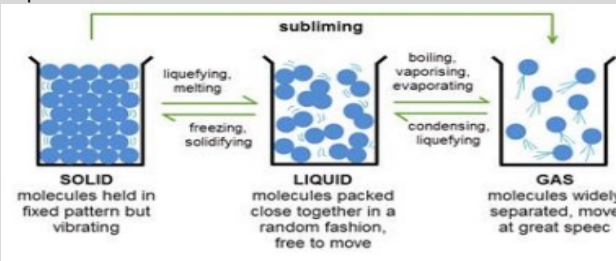 subliming
liquefying,
melting
freezing,
solidifying
boiling,
vaporising,
evaporating
condensing,
liquefying
SOLID
molecules held in
fixed pattern but
vibrating
LIQUID
molecules packed
close together in a
random fashion,
free to move
GAS
molecules widely
separated, move
at great speec